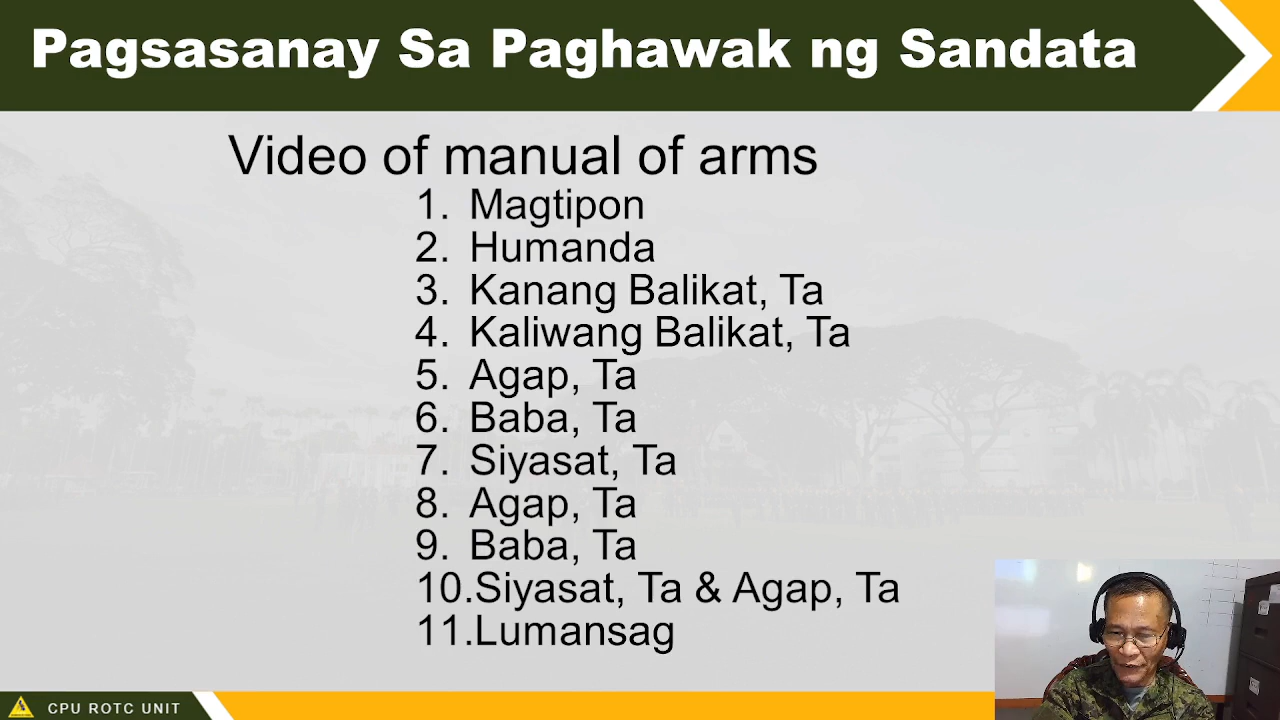 Pagsasanay Sa Paghawak ng Sandata
Video of manual of arms
1. Magtipon
2. Humanda
3. Kanang Balikat, Ta
4. Kaliwang Balikat, Ta
5. Agap, Ta
6. Baba, Ta
7. Siyasat, Ta
8. Agap, Ta
9. Baba, Ta
10.Siyasat, Ta & Agap, Ta
11.Lumansag
CPU ROTC UNIT